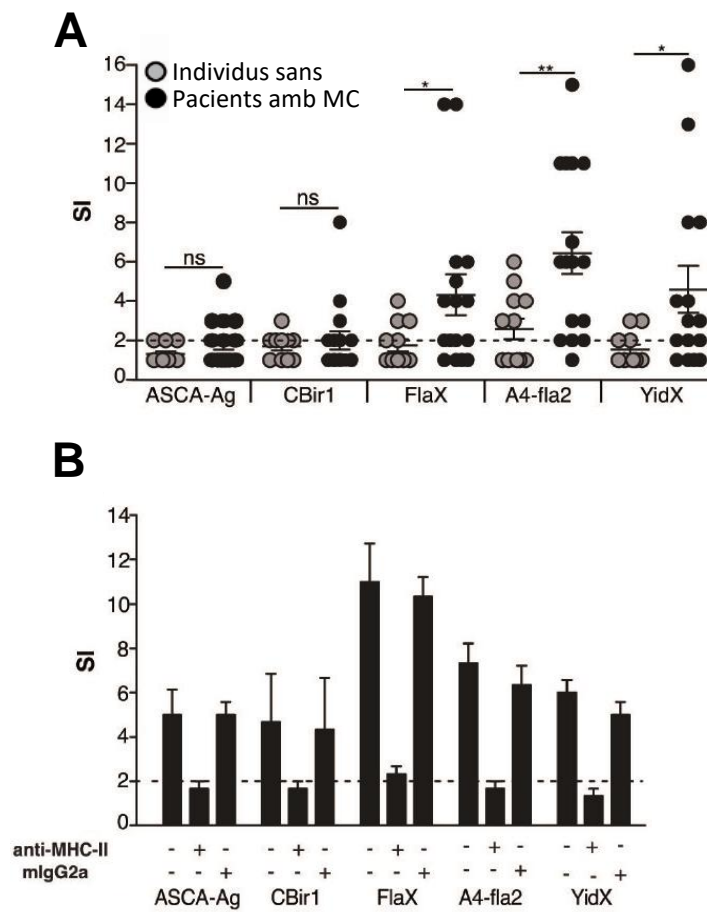 A
Individus sans
Pacients amb MC
16
14
12
10
8
6
4
2
0
SI
ns
ns
*
**
*
ASCA-Ag
CBir1
FlaX
A4-fla2
YidX
B
14
12
10
8
6
4
2
0
SI
anti-MHC-II - + - - + - - + - - + - - + -
mIgG2a - - + - - + - - + - - + - - +
ASCA-Ag CBir1 FlaX A4-fla2 YidX